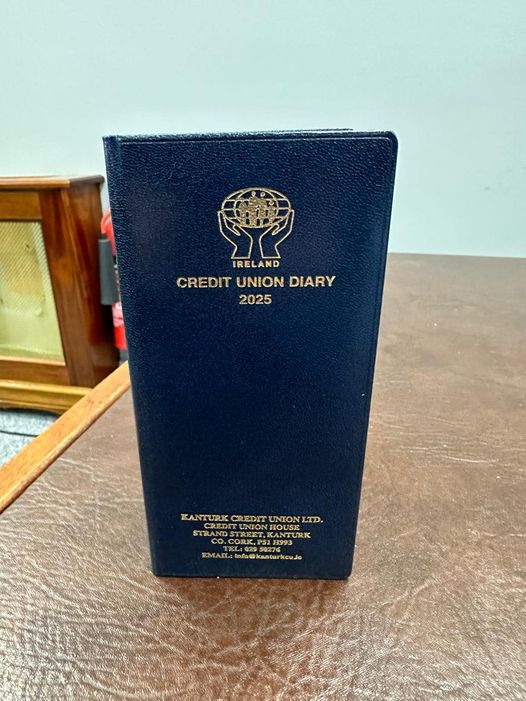 IRELAND
CREDIT UNION DIARY
2025
KANTURK CREDIT UNION LTD.
CREDIT UNION HOUSE
STRAND STREET, KANTURK
CO. CORK, P51 H993
TEL.: 029 50276
EMAIL.: info@kanturkcu.ie